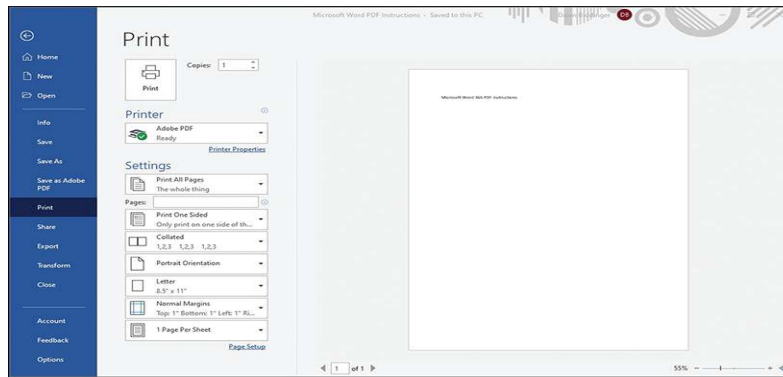 Microsoft Word PDF Instructions - Saved to this PC
DB
Home
New
Open
Info
Save
Save As
Save as Adobe
PDF
Print
Share
Export
Transform
Close
Account
Feedback
Options
Print
Print
Copies: 1
Printer
Adobe PDF
Ready
Printer Properties
Settings
Print All Pages
The whole thing
Pages:
Print One Sided
Only print on one side of th...
Collated
1,2,3 1,2,3 1,2,3
Portrait Orientation
Letter
8.5" x 11"
Normal Margins
Top: 1" Bottom: 1" Left: 1" Ri...
1 Page Per Sheet
Page Setup
Microsoft Word PDF Instructions
1 of 1
55%